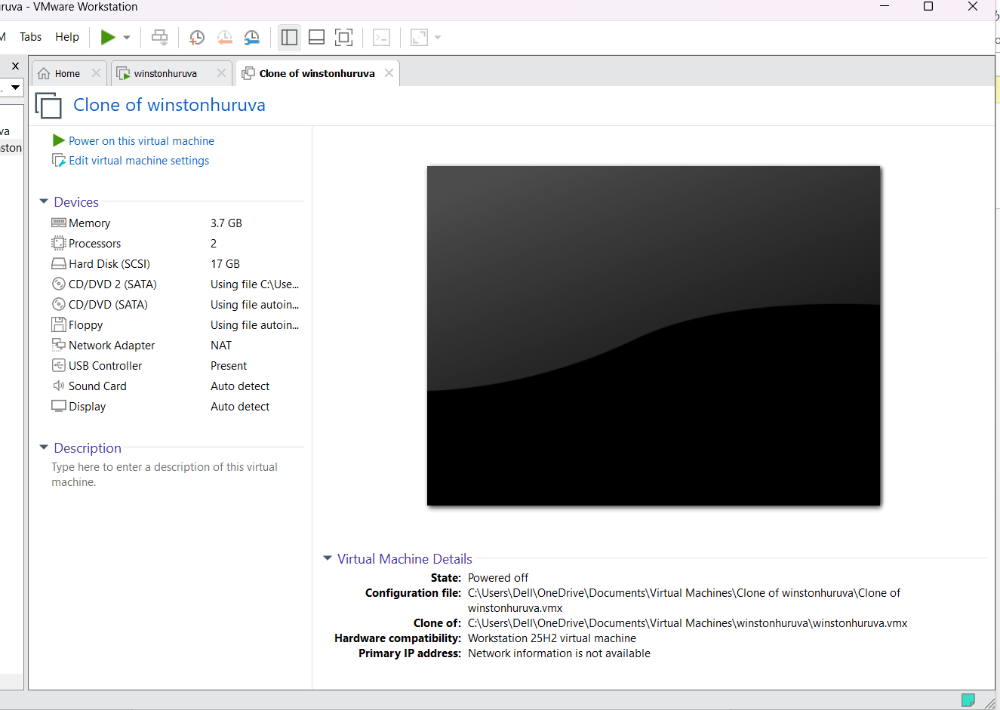 ruva - VMware Workstation
M Tabs Help
Home
winstonhuruva
Clone of winstonhuruva
Clone of winstonhuruva
va
ston
Power on this virtual machine
Edit virtual machine settings
Devices
Memory 3.7 GB
Processors 2
Hard Disk (SCSI) 17 GB
CD/DVD 2 (SATA) Using file C:\Use...
CD/DVD (SATA) Using file autoin...
Floppy Using file autoin...
Network Adapter NAT
USB Controller Present
Sound Card Auto detect
Display Auto detect
Description
Type here to enter a description of this virtual
machine.
Virtual Machine Details
State: Powered off
Configuration file: C:\Users\Dell\OneDrive\Documents\Virtual Machines\Clone of winstonhuruva\Clone of
winstonhuruva.vmx
Clone of: C:\Users\Dell\OneDrive\Documents\Virtual Machines\winstonhuruva\winstonhuruva.vmx
Hardware compatibility: Workstation 25H2 virtual machine
Primary IP address: Network information is not available